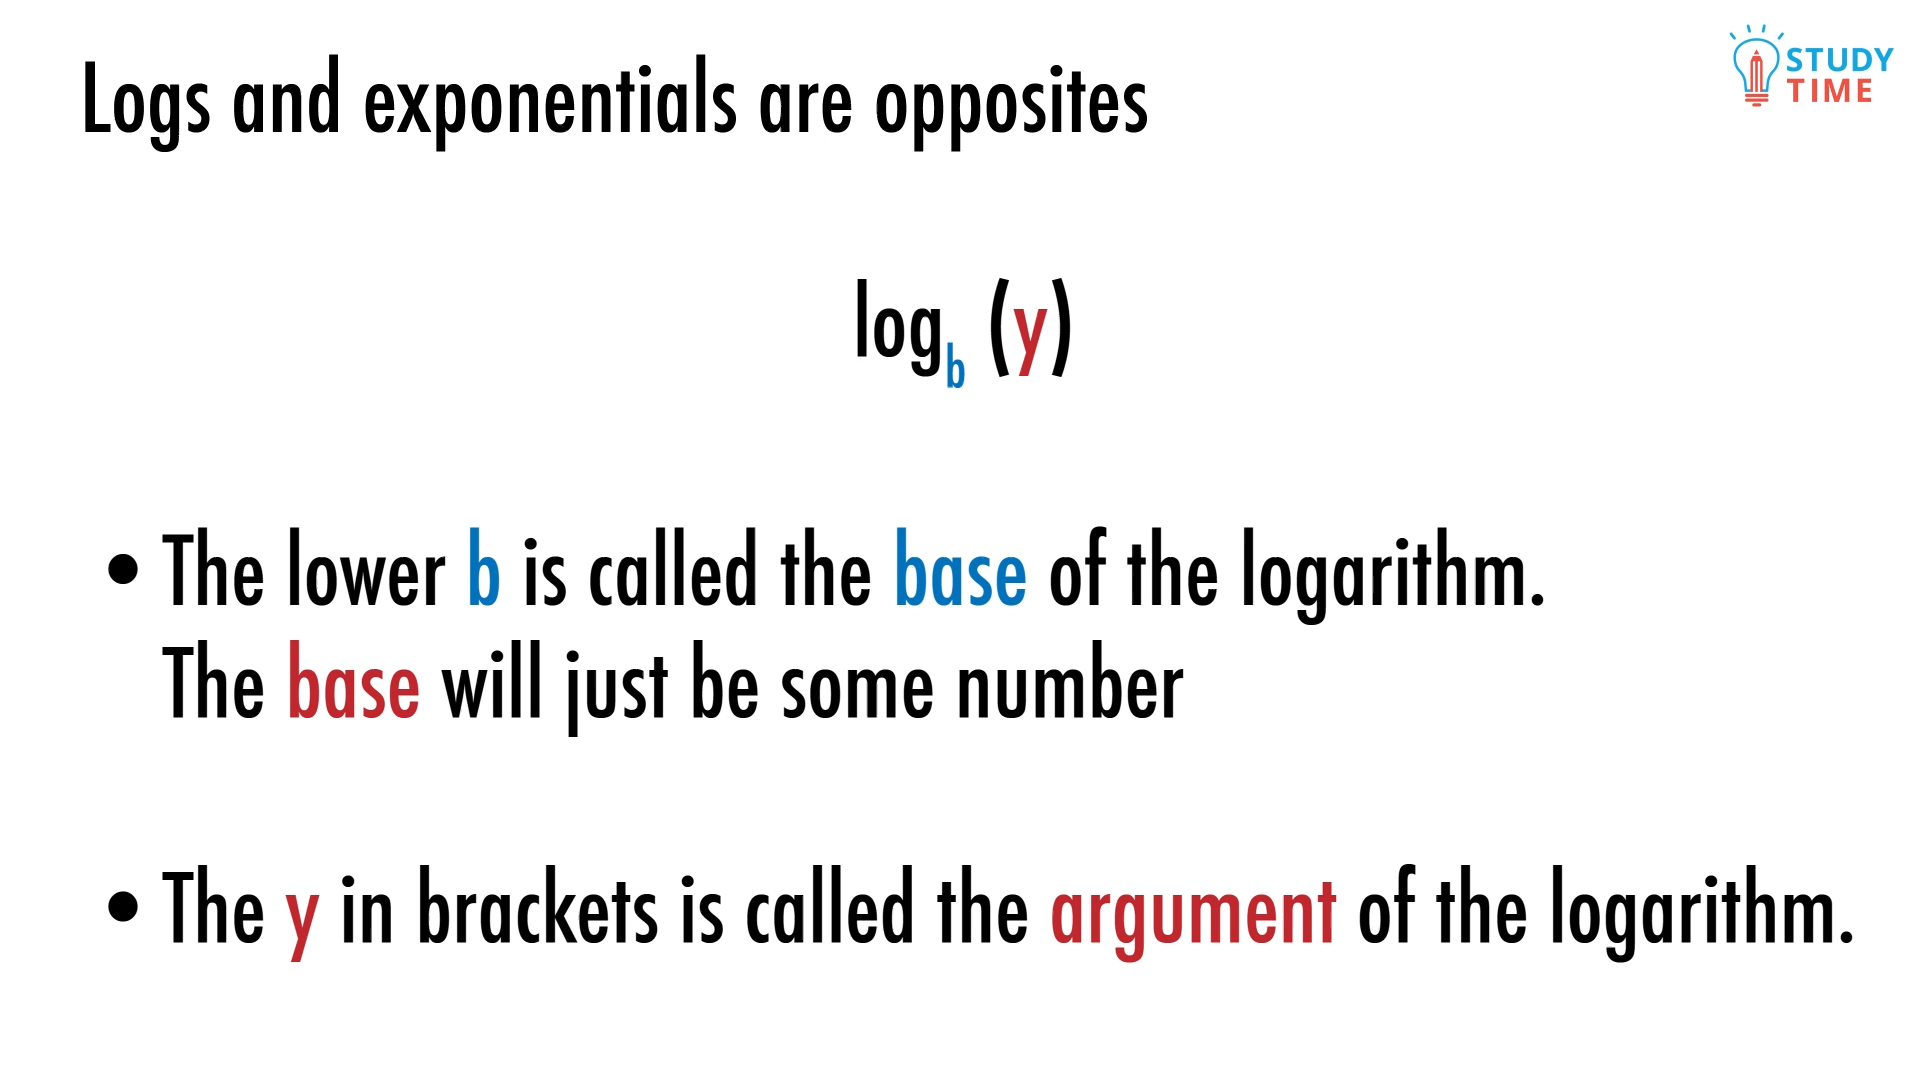 Logs and exponentials are opposites
STUDY
TIME
log_b (y)
• The lower b is called the base of the logarithm.
The base will just be some number
• The y in brackets is called the argument of the logarithm.